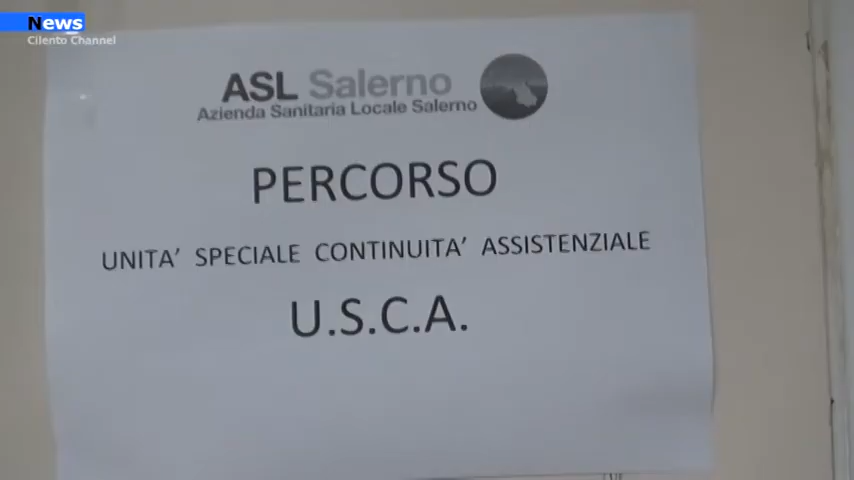 News
Cilento Channel
ASL Salerno
Azienda Sanitaria Locale Salerno
PERCORSO
UNITA’ SPECIALE CONTINUITA’ ASSISTENZIALE
U.S.C.A.